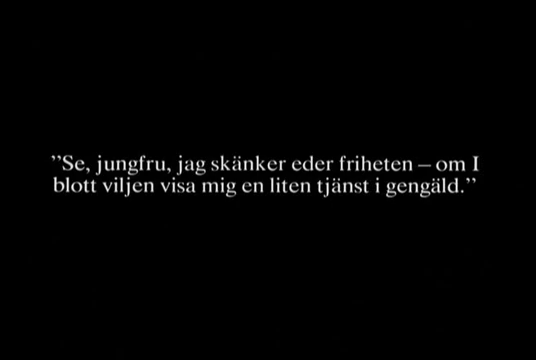 ”Se, jungfru, jag skänker eder friheten – om I
blott viljen visa mig en liten tjänst i gengäld.”